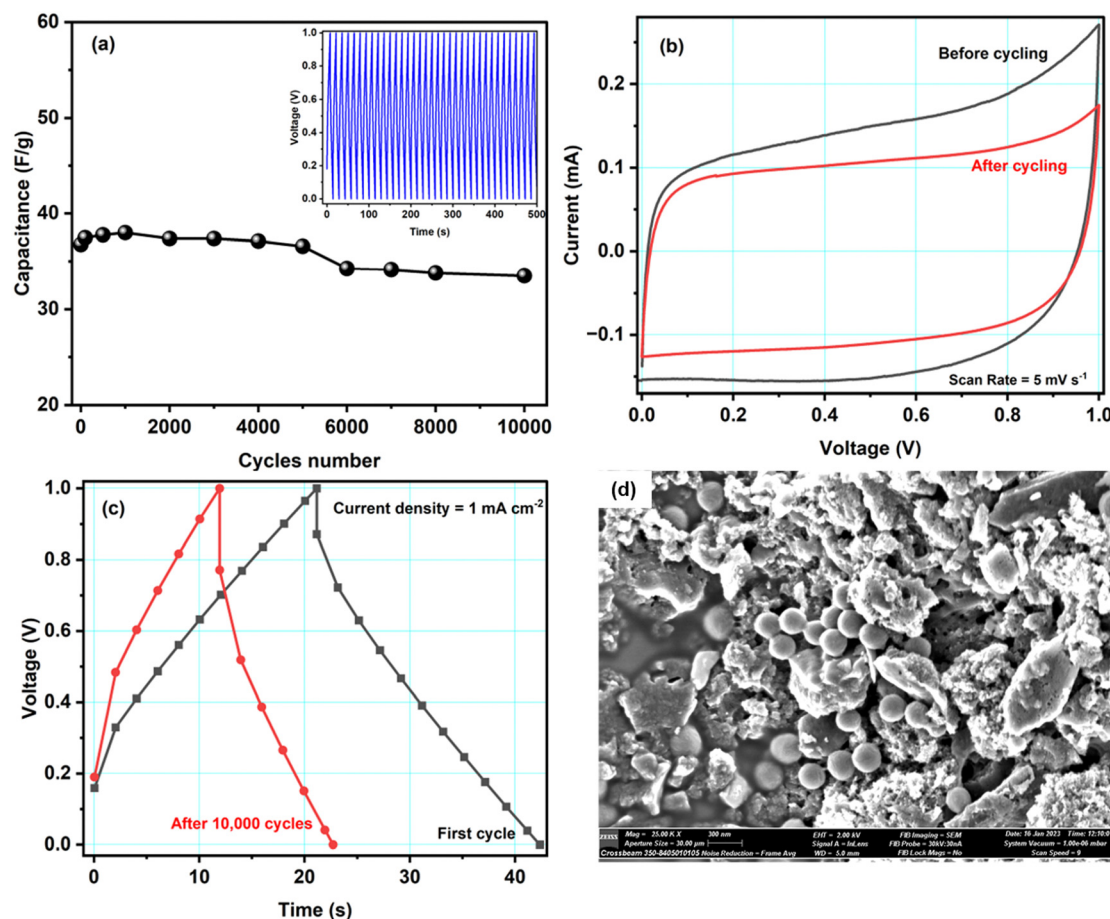 (a)
60
50
40
30
20
Capacitance (F/g)
0
2000
4000
6000
8000
10000
Cycles number
1.0
0.8
0.6
0.4
0.2
0.0
Voltage (V)
0
100
200
300
400
500
Time (s)
(b)
Before cycling
After cycling
Scan Rate = 5 mV s⁻¹
0.2
0.1
0.0
−0.1
Current (mA)
0.0
0.2
0.4
0.6
0.8
1.0
Voltage (V)
(c)
Current density = 1 mA cm⁻²
After 10,000 cycles
First cycle
1.0
0.8
0.6
0.4
0.2
0.0
Voltage (V)
0
10
20
30
40
Time (s)
(d)
ZEISS
Mag = 25.00 K X
300 nm
EHT = 2.00 kV
FIB Imaging = SEM
Date: 16 Jan 2023
Time: 12:10:0
Aperture Size = 30.00 µm
Signal A = InLens
FIB Probe = 30kV:30nA
System Vacuum = 1.00e-06 mbar
Crossbeam 350-8405010105
Noise Reduction = Frame Avg
WD = 5.0 mm
FIB Lock Mags = No
Scan Speed = 9